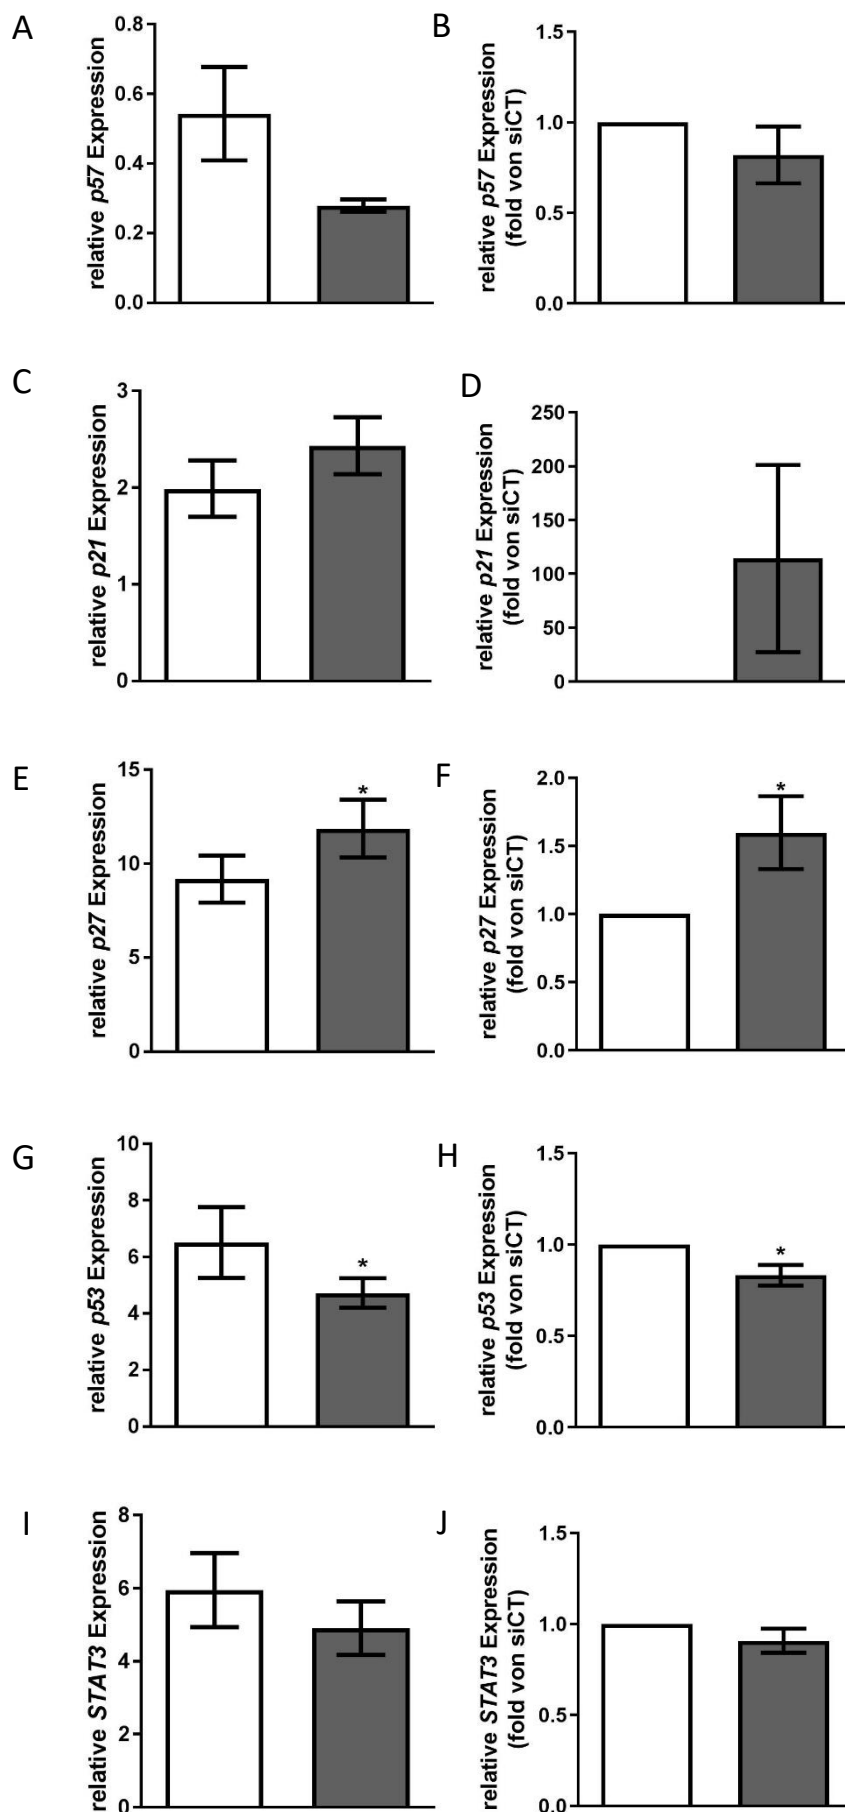 A
relative p57 Expression
0.8
0.6
0.4
0.2
0.0
B
relative p57 Expression
(fold von siCT)
1.5
1.0
0.5
0.0
C
relative p21 Expression
3
2
1
0
D
relative p21 Expression
(fold von siCT)
250
200
150
100
50
0
E
relative p27 Expression
15
10
5
0
*
F
relative p27 Expression
(fold von siCT)
2.0
1.5
1.0
0.5
0.0
*
G
relative p53 Expression
10
8
6
4
2
0
*
H
relative p53 Expression
(fold von siCT)
1.5
1.0
0.5
0.0
*
I
relative STAT3 Expression
8
6
4
2
0
J
relative STAT3 Expression
(fold von siCT)
1.5
1.0
0.5
0.0